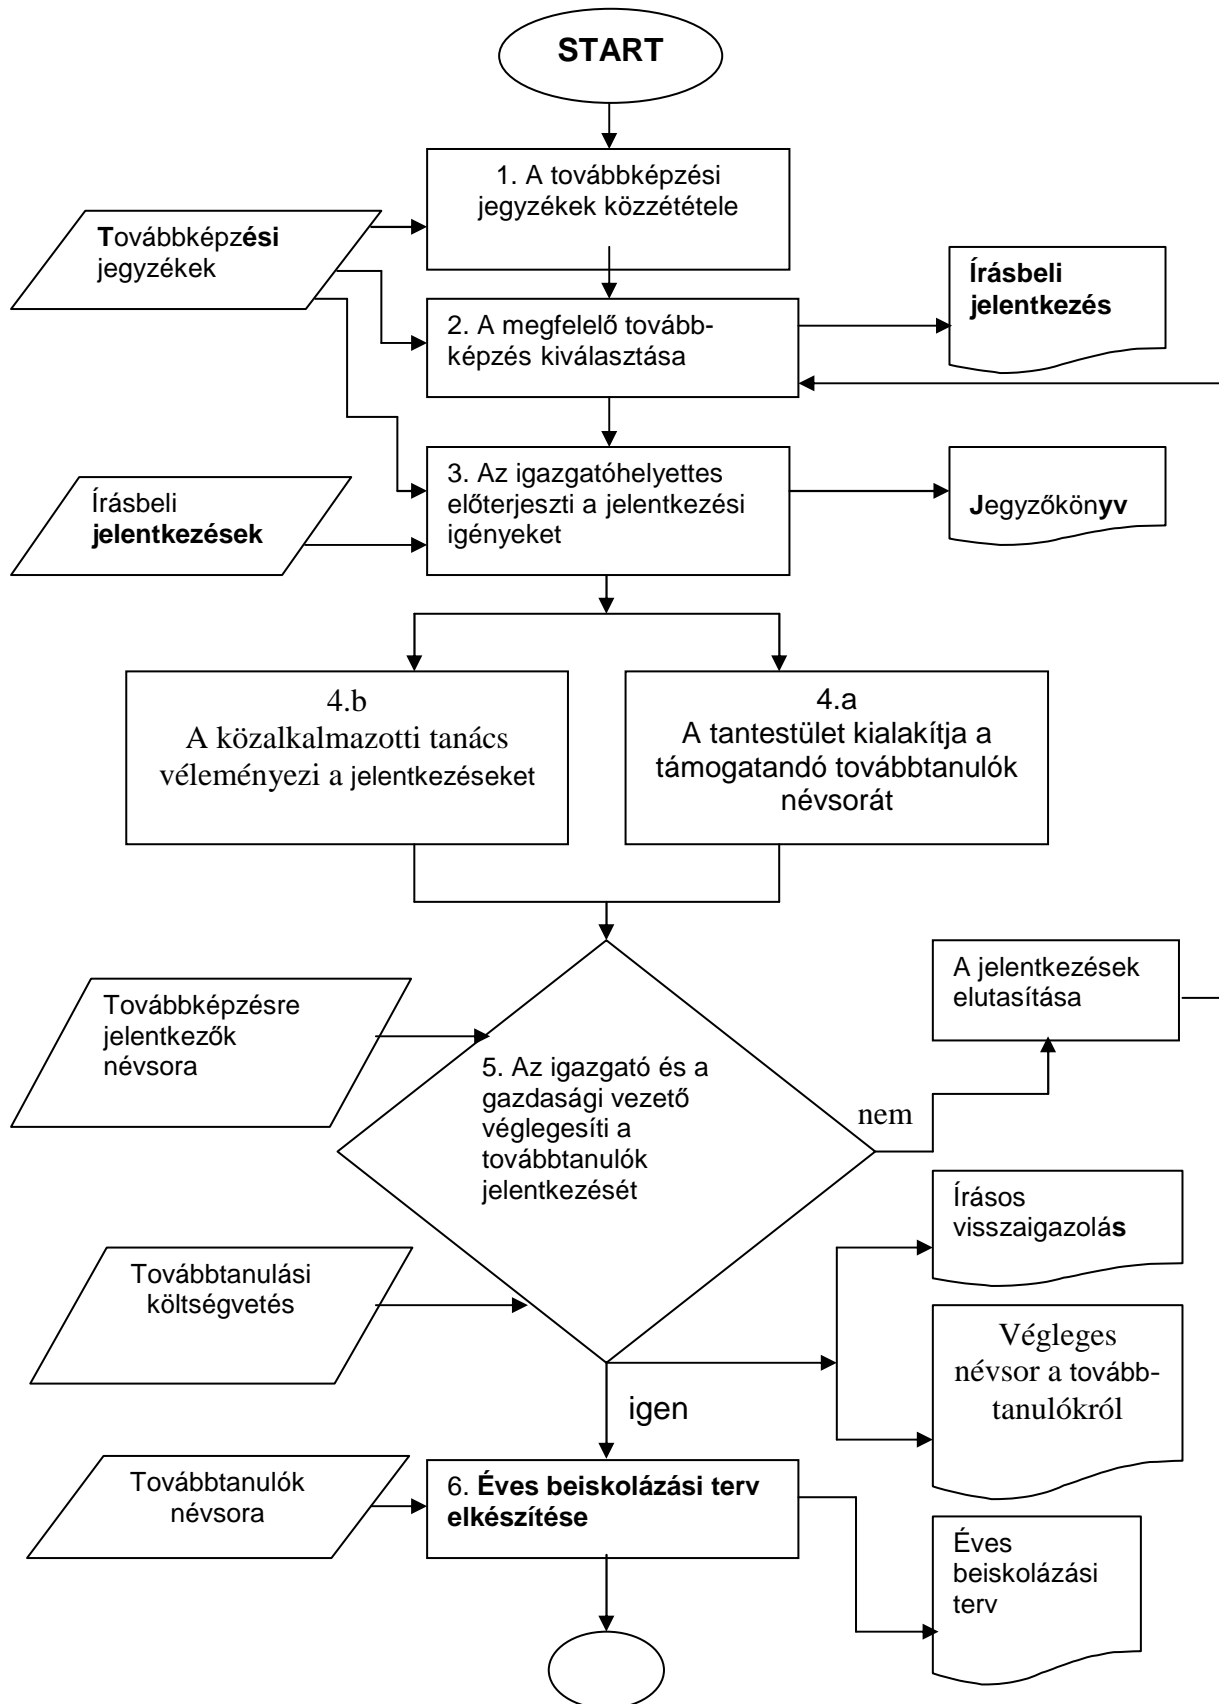 START
1. A továbbképzési
jegyzékek közzététele
Továbbképzési
jegyzékek
Írásbeli
jelentkezés
2. A megfelelő tovább-
képzés kiválasztása
3. Az igazgatóhelyettes
előterjeszti a jelentkezési
igényeket
Írásbeli
jelentkezések
Jegyzőkönyv
4.b
A közalkalmazotti tanács
véleményezi a jelentkezéseket
4.a
A tantestület kialakítja a
támogatandó továbbtanulók
névsorát
A jelentkezések
elutasítása
Továbbképzésre
jelentkezők
névsora
5. Az igazgató és a
gazdasági vezető
véglegesíti a
továbbtanulók
jelentkezését
nem
Írásos
visszaigazolás
Továbbtanulási
költségvetés
Végleges
névsor a tovább-
tanulókról
igen
Továbbtanulók
névsora
6. Éves beiskolázási terv
elkészítése
Éves
beiskolázási
terv